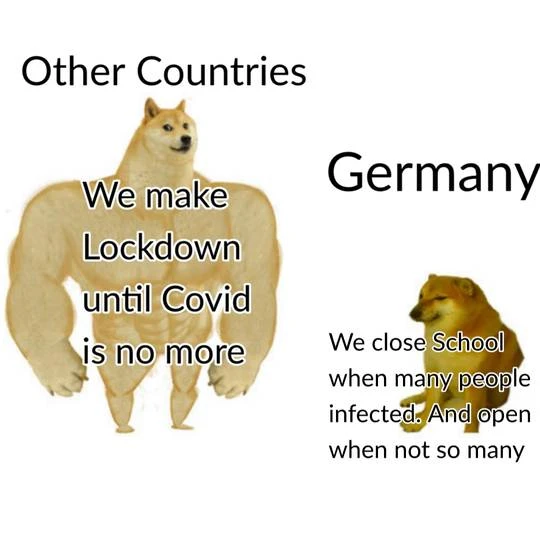 Other Countries
We make
Lockdown
until Covid
is no more
Germany
We close School
when many people
infected. And open
when not so many